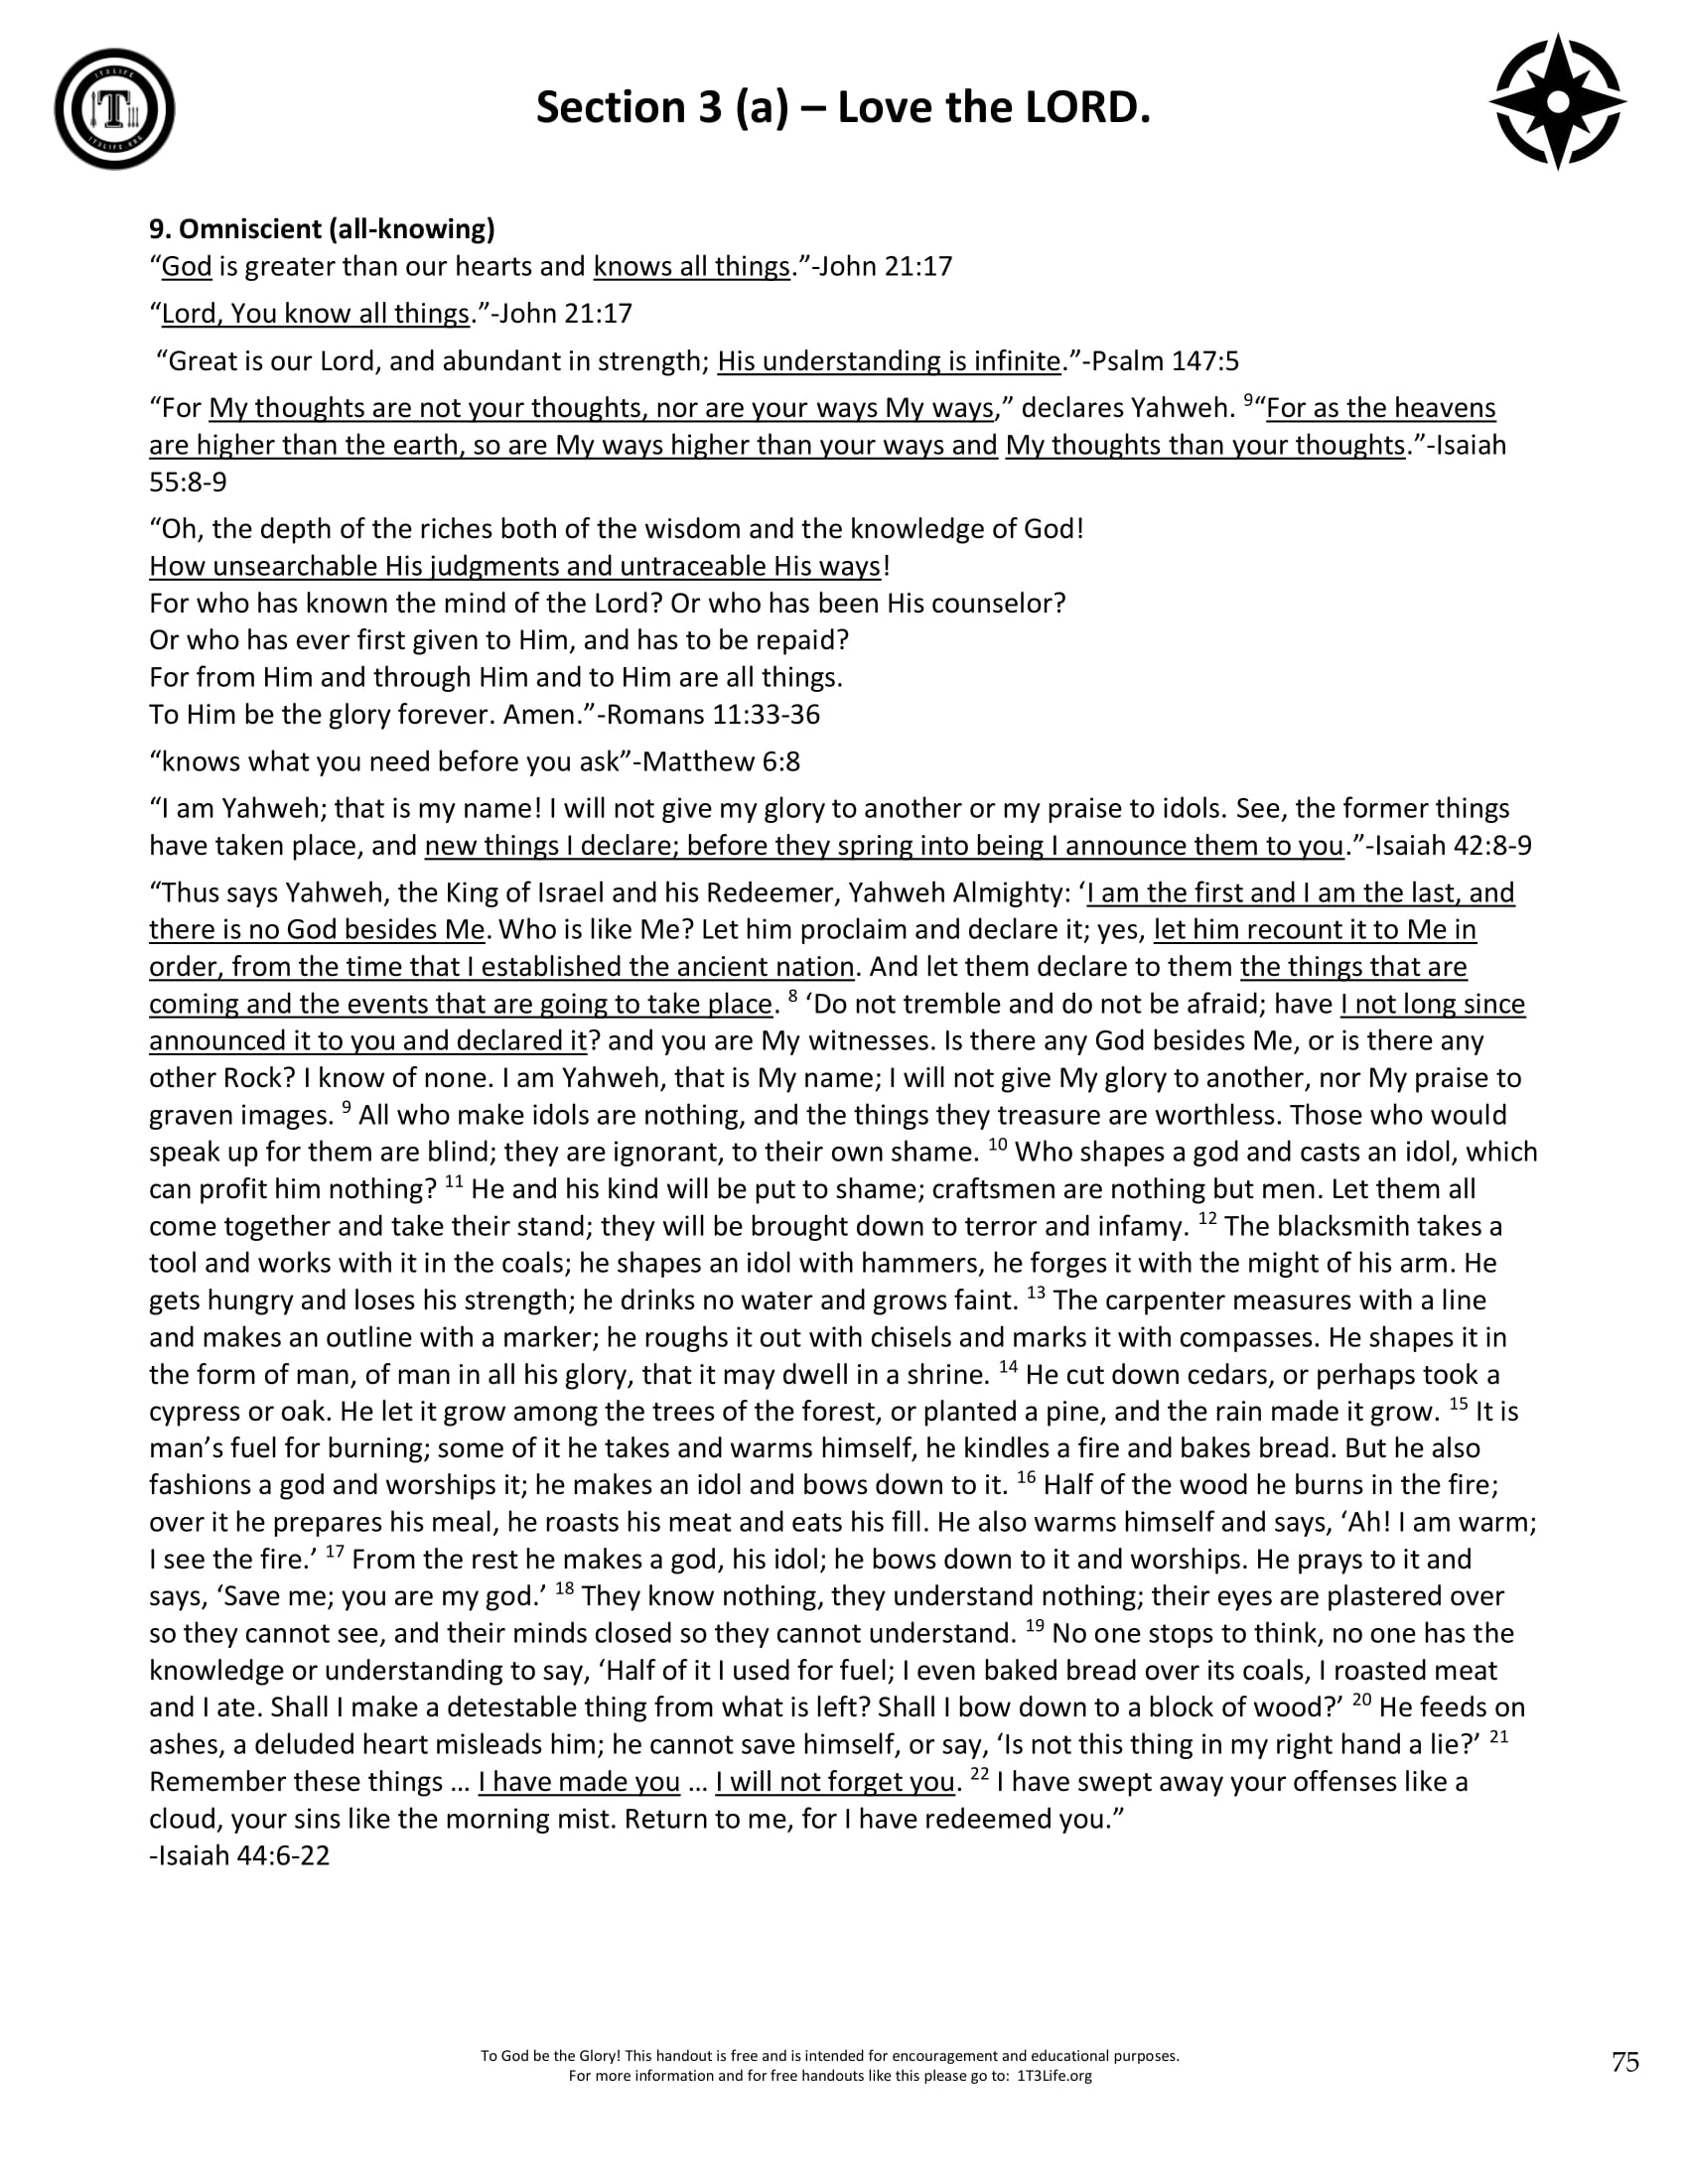 Section 3 (a) – Love the LORD.
9. Omniscient (all-knowing)
“God is greater than our hearts and knows all things.”-John 21:17
“Lord, You know all things.”-John 21:17
“Great is our Lord, and abundant in strength; His understanding is infinite.”-Psalm 147:5
“For My thoughts are not your thoughts, nor are your ways My ways,” declares Yahweh. 9“For as the heavens
are higher than the earth, so are My ways higher than your ways and My thoughts than your thoughts.”-Isaiah
55:8-9
“Oh, the depth of the riches both of the wisdom and the knowledge of God!
How unsearchable His judgments and untraceable His ways!
For who has known the mind of the Lord? Or who has been His counselor?
Or who has ever first given to Him, and has to be repaid?
For from Him and through Him and to Him are all things.
To Him be the glory forever. Amen.”-Romans 11:33-36
“knows what you need before you ask”-Matthew 6:8
“I am Yahweh; that is my name! I will not give my glory to another or my praise to idols. See, the former things
have taken place, and new things I declare; before they spring into being I announce them to you.”-Isaiah 42:8-9
“Thus says Yahweh, the King of Israel and his Redeemer, Yahweh Almighty: ‘I am the first and I am the last, and
there is no God besides Me. Who is like Me? Let him proclaim and declare it; yes, let him recount it to Me in
order, from the time that I established the ancient nation. And let them declare to them the things that are
coming and the events that are going to take place. 8 ‘Do not tremble and do not be afraid; have I not long since
announced it to you and declared it? and you are My witnesses. Is there any God besides Me, or is there any
other Rock? I know of none. I am Yahweh, that is My name; I will not give My glory to another, nor My praise to
graven images. 9 All who make idols are nothing, and the things they treasure are worthless. Those who would
speak up for them are blind; they are ignorant, to their own shame. 10 Who shapes a god and casts an idol, which
can profit him nothing? 11 He and his kind will be put to shame; craftsmen are nothing but men. Let them all
come together and take their stand; they will be brought down to terror and infamy. 12 The blacksmith takes a
tool and works with it in the coals; he shapes an idol with hammers, he forges it with the might of his arm. He
gets hungry and loses his strength; he drinks no water and grows faint. 13 The carpenter measures with a line
and makes an outline with a marker; he roughs it out with chisels and marks it with compasses. He shapes it in
the form of man, of man in all his glory, that it may dwell in a shrine. 14 He cut down cedars, or perhaps took a
cypress or oak. He let it grow among the trees of the forest, or planted a pine, and the rain made it grow. 15 It is
man’s fuel for burning; some of it he takes and warms himself, he kindles a fire and bakes bread. But he also
fashions a god and worships it; he makes an idol and bows down to it. 16 Half of the wood he burns in the fire;
over it he prepares his meal, he roasts his meat and eats his fill. He also warms himself and says, ‘Ah! I am warm;
I see the fire.’ 17 From the rest he makes a god, his idol; he bows down to it and worships. He prays to it and
says, ‘Save me; you are my god.’ 18 They know nothing, they understand nothing; their eyes are plastered over
so they cannot see, and their minds closed so they cannot understand. 19 No one stops to think, no one has the
knowledge or understanding to say, ‘Half of it I used for fuel; I even baked bread over its coals, I roasted meat
and I ate. Shall I make a detestable thing from what is left? Shall I bow down to a block of wood?’ 20 He feeds on
ashes, a deluded heart misleads him; he cannot save himself, or say, ‘Is not this thing in my right hand a lie?’ 21
Remember these things … I have made you … I will not forget you. 22 I have swept away your offenses like a
cloud, your sins like the morning mist. Return to me, for I have redeemed you.”
-Isaiah 44:6-22
To God be the Glory! This handout is free and is intended for encouragement and educational purposes.
For more information and for free handouts like this please go to: 1T3Life.org
75